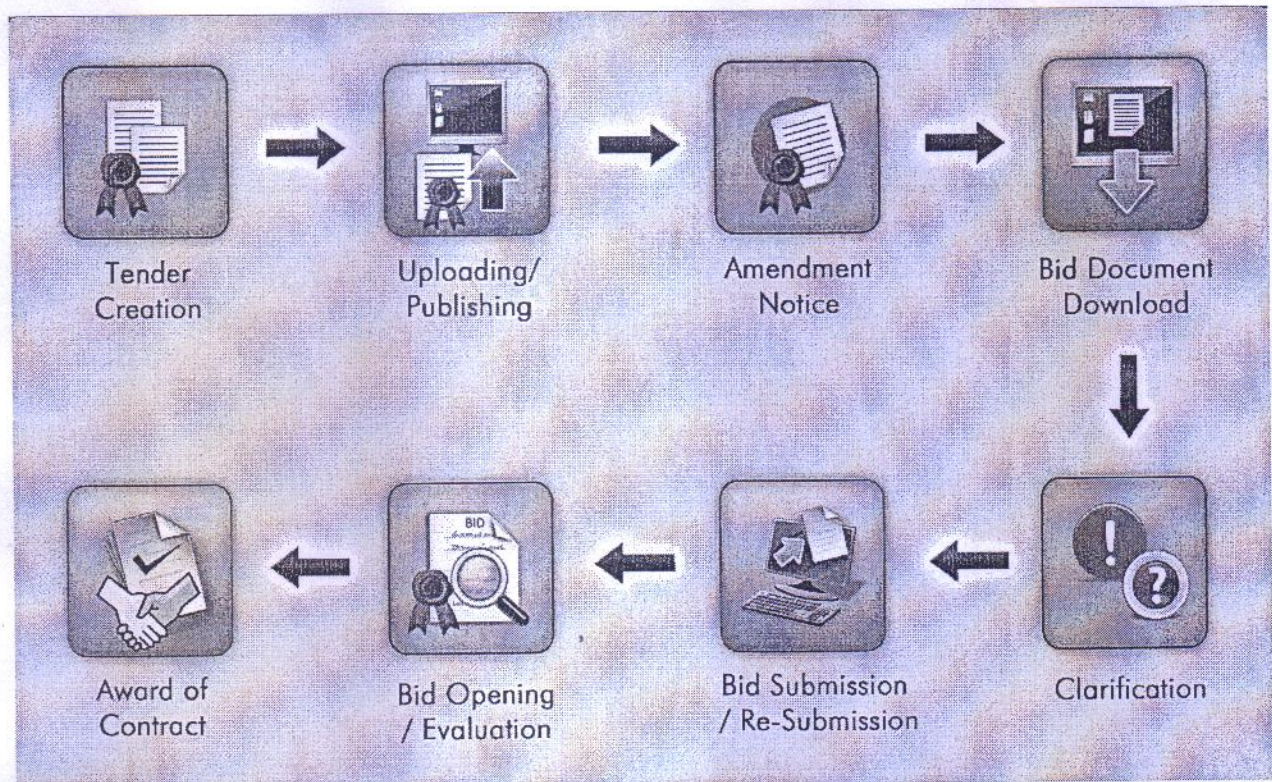 Tender
Creation
Uploading/
Publishing
Amendment
Notice
Bid Document
Download
Clarification
Bid Submission
/ Re-Submission
BID
Bid Opening
/ Evaluation
Award of
Contract